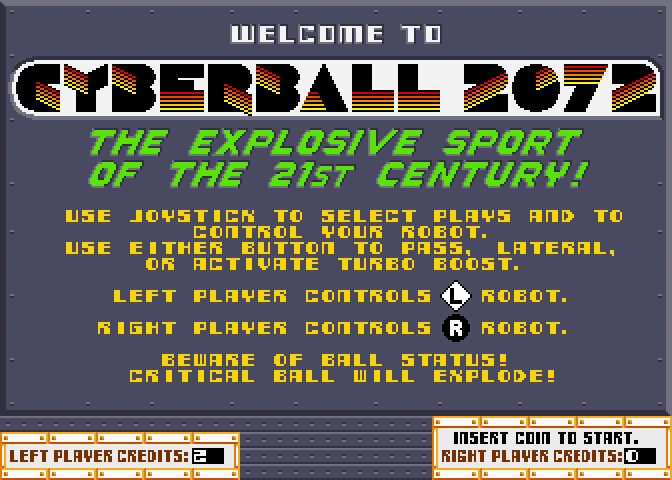 WELCOME TO
CYBERBALL 2072
THE EXPLOSIVE SPORT
OF THE 21ST CENTURY!
USE JOYSTICK TO SELECT PLAYS AND TO
CONTROL YOUR ROBOT.
USE EITHER BUTTON TO PASS, LATERAL,
OR ACTIVATE TURBO BOOST.
LEFT PLAYER CONTROLS L ROBOT.
RIGHT PLAYER CONTROLS R ROBOT.
BEWARE OF BALL STATUS!
CRITICAL BALL WILL EXPLODE!
INSERT COIN TO START.
LEFT PLAYER CREDITS: 2
RIGHT PLAYER CREDITS: 0